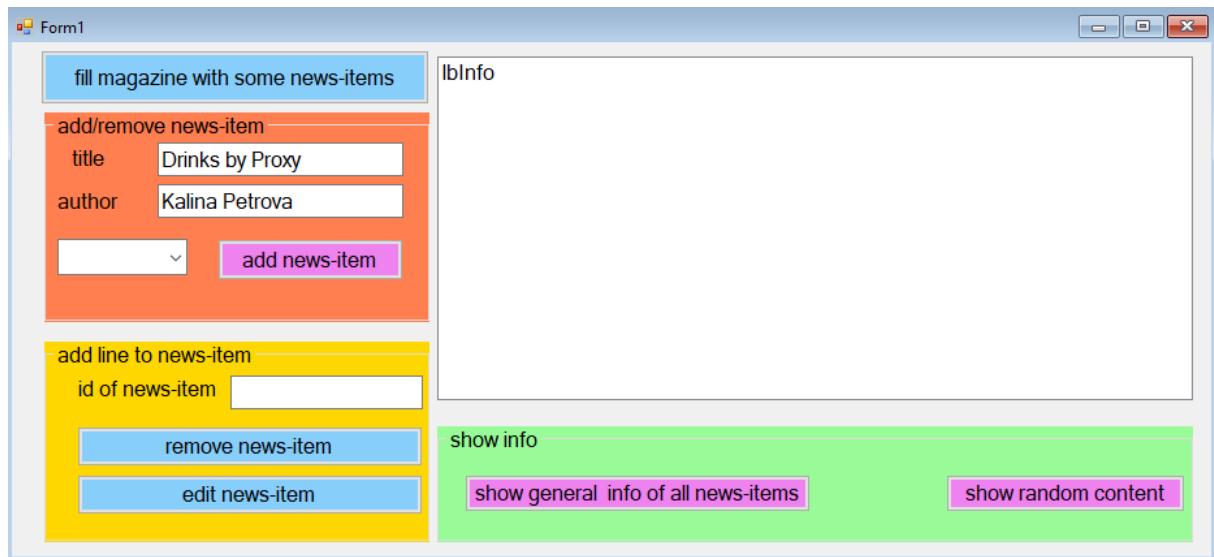 Form1
fill magazine with some news-items
add/remove news-item
title Drinks by Proxy
author Kalina Petrova
add news-item
add line to news-item
id of news-item
remove news-item
edit news-item
lbInfo
show info
show general  info of all news-items
show random content